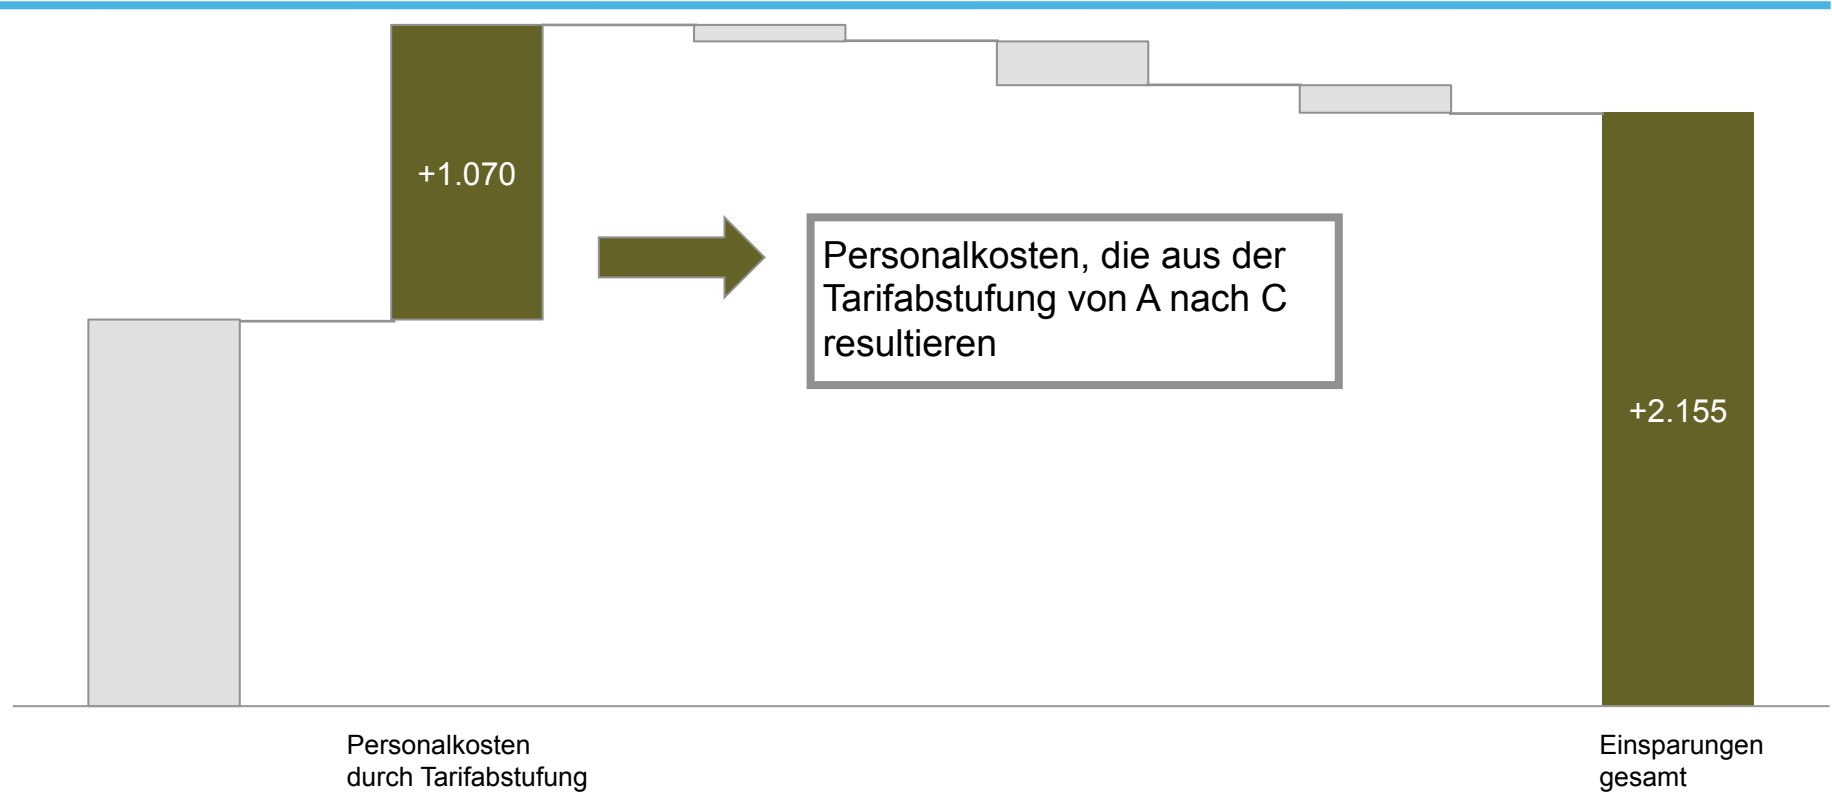 +1.070
Personalkosten, die aus der
Tarifabstufung von A nach C
resultieren
+2.155
Personalkosten
durch Tarifabstufung
Einsparungen
gesamt